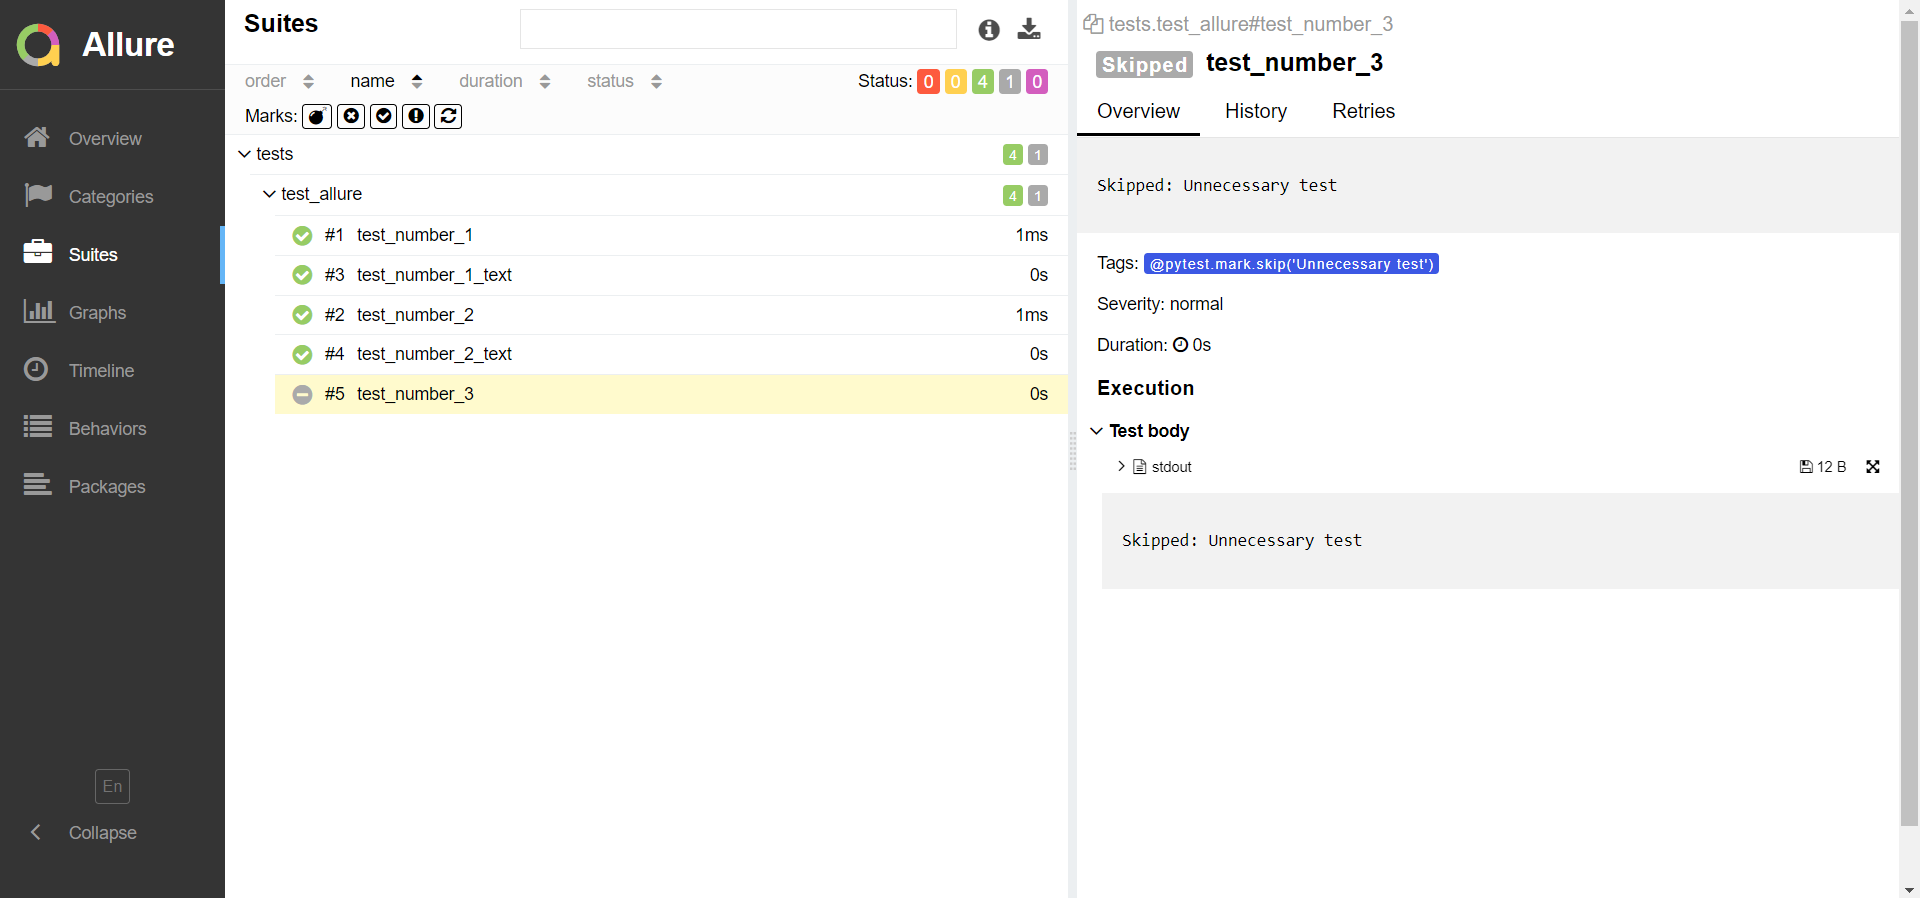 Allure
Overview
Categories
Suites
Graphs
Timeline
Behaviors
Packages
En
Collapse
Suites
order name duration status Status: 0 0 4 1 0
Marks:
tests 4 1
test_allure 4 1
#1 test_number_1 1ms
#3 test_number_1_text 0s
#2 test_number_2 1ms
#4 test_number_2_text 0s
#5 test_number_3 0s
tests.test_allure#test_number_3
Skipped test_number_3
Overview History Retries
Skipped: Unnecessary test
Tags: @pytest.mark.skip('Unnecessary test')
Severity: normal
Duration: 0s
Execution
Test body
stdout 12 B
Skipped: Unnecessary test